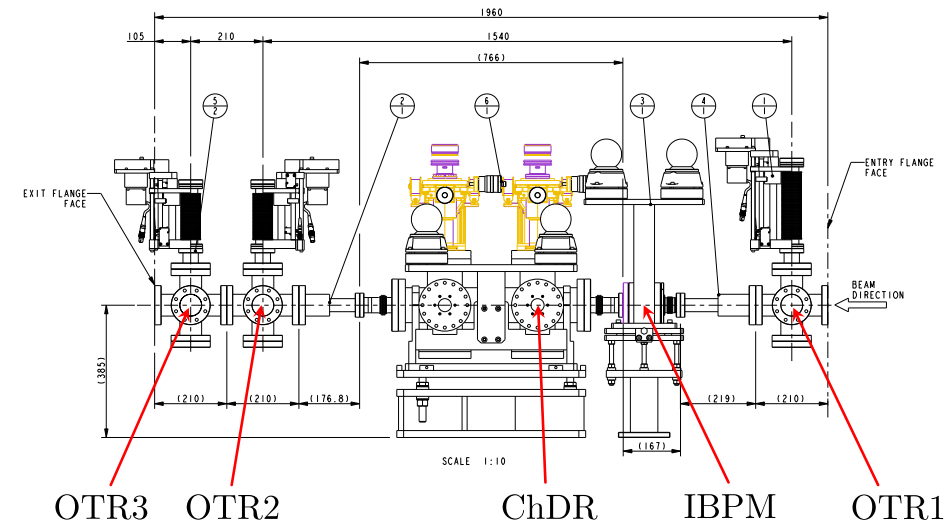 1960
105
210
1540
(766)
5
2
2
1
6
1
3
1
4
1
1
1
ENTRY FLANGE
FACE
EXIT FLANGE
FACE
BEAM
DIRECTION
(385)
(210)
(210)
(176.8)
(219)
(210)
(167)
SCALE 1:10
OTR3
OTR2
ChDR
IBPM
OTR1